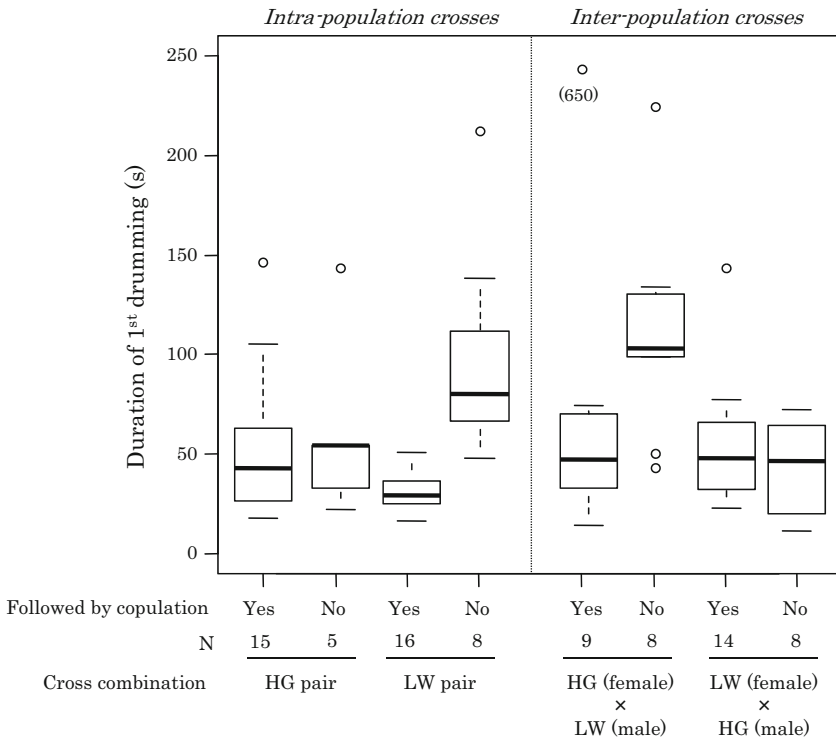 Intra-population crosses Inter-population crosses
Duration of 1st drumming (s)
250
200
150
100
50
0
(650)
Followed by copulation Yes No Yes No Yes No Yes No
N 15 5 16 8 9 8 14 8
Cross combination HG pair LW pair HG (female) LW (female)
× ×
LW (male) HG (male)